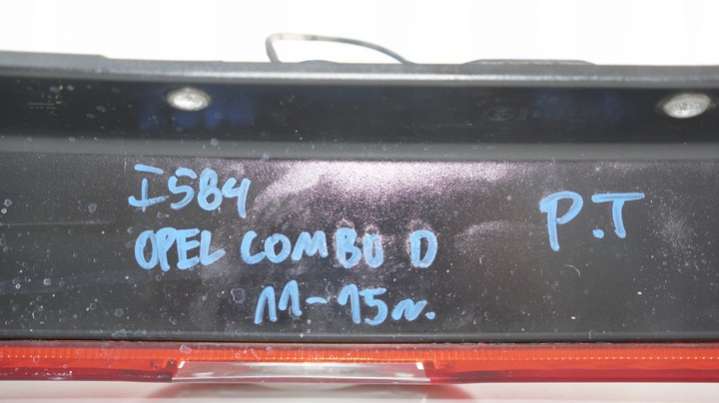 I584
OPEL COMBO D
11-15r.
P.T